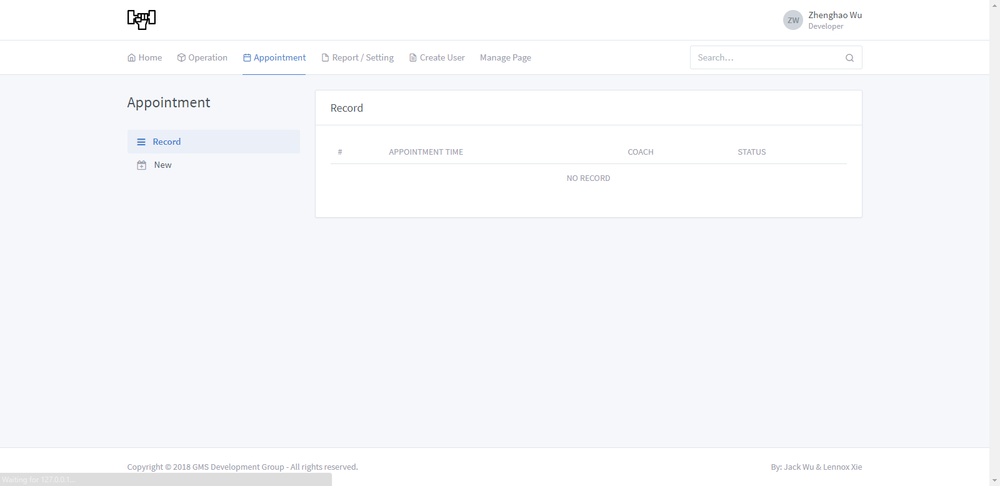 ZW
Zhenghao Wu
Developer
Home Operation Appointment Report / Setting Create User Manage Page Search...
Appointment
Record
New
Record
# APPOINTMENT TIME COACH STATUS
NO RECORD
Copyright © 2018 GMS Development Group - All rights reserved. By: Jack Wu & Lennox Xie
Waiting for 127.0.0.1...